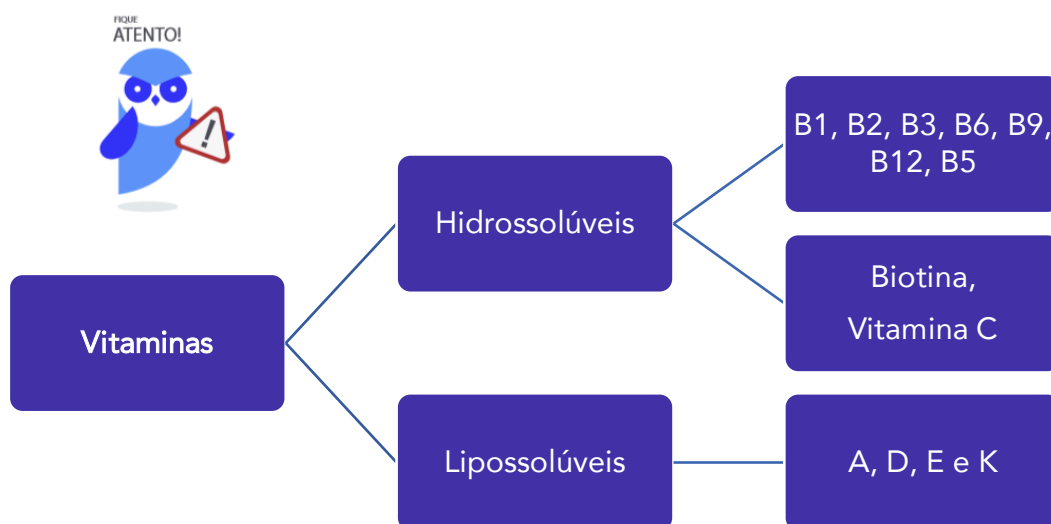 FIQUE
ATENTO!
Vitaminas
Hidrossolúveis
B1, B2, B3, B6, B9,
B12, B5
Biotina,
Vitamina C
Lipossolúveis
A, D, E e K
!